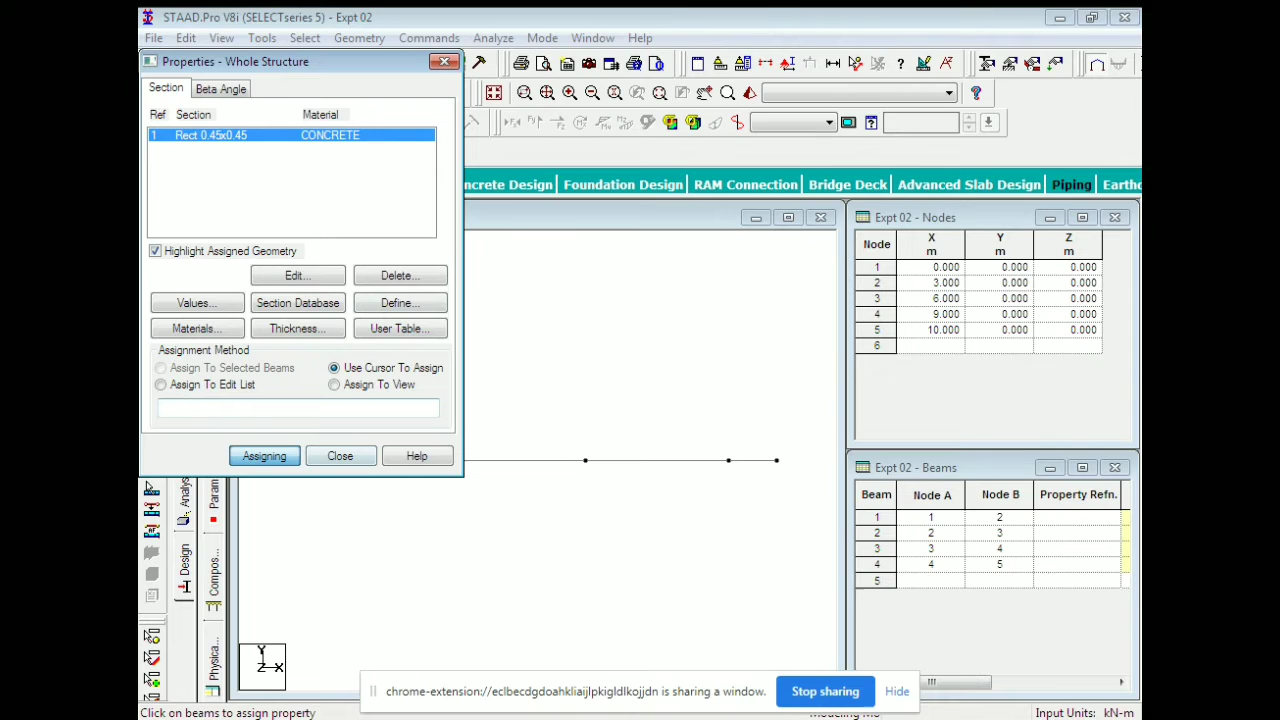 STAAD.Pro V8i (SELECTseries 5) - Expt 02
File Edit View Tools Select Geometry Commands Analyze Mode Window Help
Properties - Whole Structure
Section Beta Angle
Ref Section Material
1 Rect 0.45x0.45 CONCRETE
Highlight Assigned Geometry
Edit... Delete...
Values... Section Database Define...
Materials... Thickness... User Table...
Assignment Method
Assign To Selected Beams Use Cursor To Assign
Assign To Edit List Assign To View
Assigning Close Help
ncrete Design Foundation Design RAM Connection Bridge Deck Advanced Slab Design Piping Earthq
Expt 02 - Nodes
Node X m Y m Z m
1 0.000 0.000 0.000
2 3.000 0.000 0.000
3 6.000 0.000 0.000
4 9.000 0.000 0.000
5 10.000 0.000 0.000
6
Expt 02 - Beams
Beam Node A Node B Property Refn.
1 1 2
2 2 3
3 3 4
4 4 5
5
Analys
Param
Design
Compos...
Physica
Y
Z X
chrome-extension://eclbecdgdoahkliaijlpkigldlkojjdn is sharing a window. Stop sharing Hide
Click on beams to assign property
Modeling Mo
Input Units: kN-m